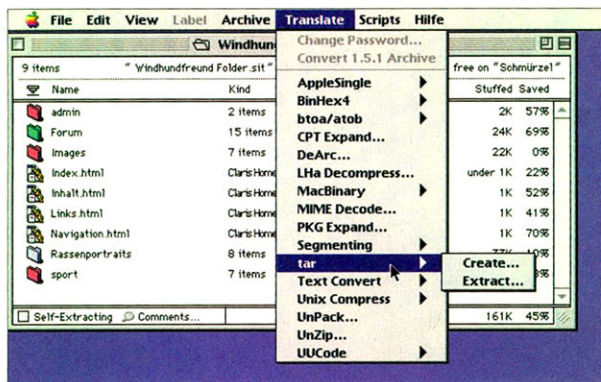 File Edit View Label Archive Translate Scripts Hilfe
Windhun
9 items
"Windhundfreund Folder.sit"
free on "Schmürzel"
Name Kind Stuffed Saved
admin 2 items 2K 57%
Forum 15 items 24K 69%
Images 7 items 22K 0%
Index.html Claris Home under 1K 22%
Inhalt.html Claris Home 1K 52%
Links.html Claris Home 1K 41%
Navigation.html Claris Home 1K 70%
Rassenportraits 8 items
sport 7 items
Self-Extracting Comments... 161K 45%
Change Password...
Convert 1.5.1 Archive
AppleSingle
BinHex4
btoa/atob
CPT Expand...
DeArc...
LHa Decompress...
MacBinary
MIME Decode...
PKG Expand...
Segmenting
tar
Text Convert
Unix Compress
UnPack...
UnZip...
UUCode
Create...
Extract...